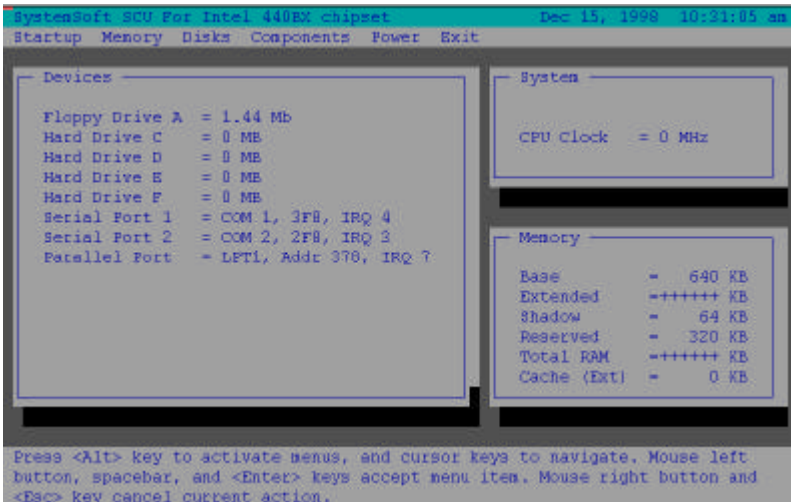 SystemSoft SCU For Intel 440BX chipset Dec 15, 1998 10:31:05 am
Startup Memory Disks Components Power Exit
Devices
Floppy Drive A = 1.44 Mb
Hard Drive C = 0 MB
Hard Drive D = 0 MB
Hard Drive E = 0 MB
Hard Drive F = 0 MB
Serial Port 1 = COM 1, 3F8, IRQ 4
Serial Port 2 = COM 2, 2F8, IRQ 3
Parallel Port = LPT1, Addr 378, IRQ 7
System
CPU Clock = 0 MHz
Memory
Base = 640 KB
Extended =++++++ KB
Shadow = 64 KB
Reserved = 320 KB
Total RAM =++++++ KB
Cache (Ext) = 0 KB
Press <Alt> key to activate menus, and cursor keys to navigate. Mouse left
button, spacebar, and <Enter> keys accept menu item. Mouse right button and
<Esc> key cancel current action.